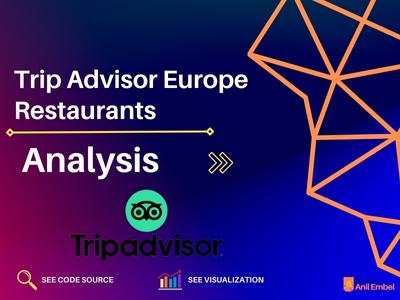 Trip Advisor Europe
Restaurants
Analysis
Tripadvisor
SEE CODE SOURCE
SEE VISUALIZATION
Anil Embel